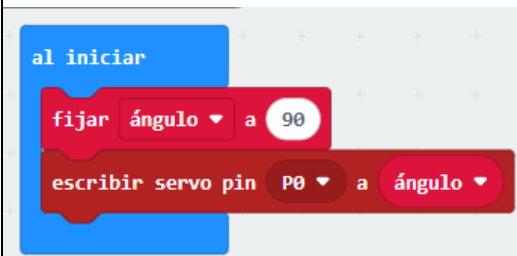 al iniciar
fijar ángulo a 90
escribir servo pin P0 a ángulo